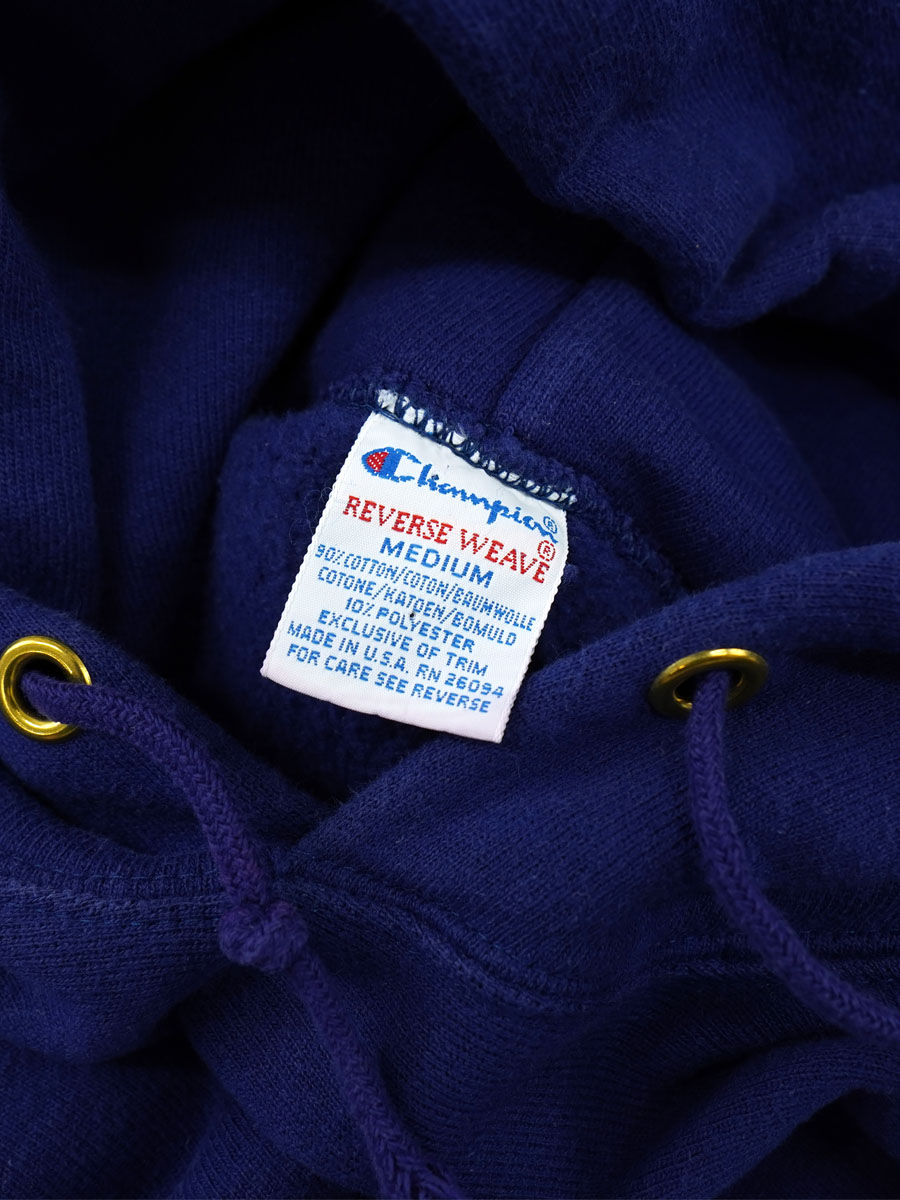 Champion®
REVERSE WEAVE®
MEDIUM
90% COTTON/COTON/BAUMWOLLE
COTONE/KATOEN/BOMULD
10% POLYESTER
EXCLUSIVE OF TRIM
MADE IN U.S.A. RN 26094
FOR CARE SEE REVERSE